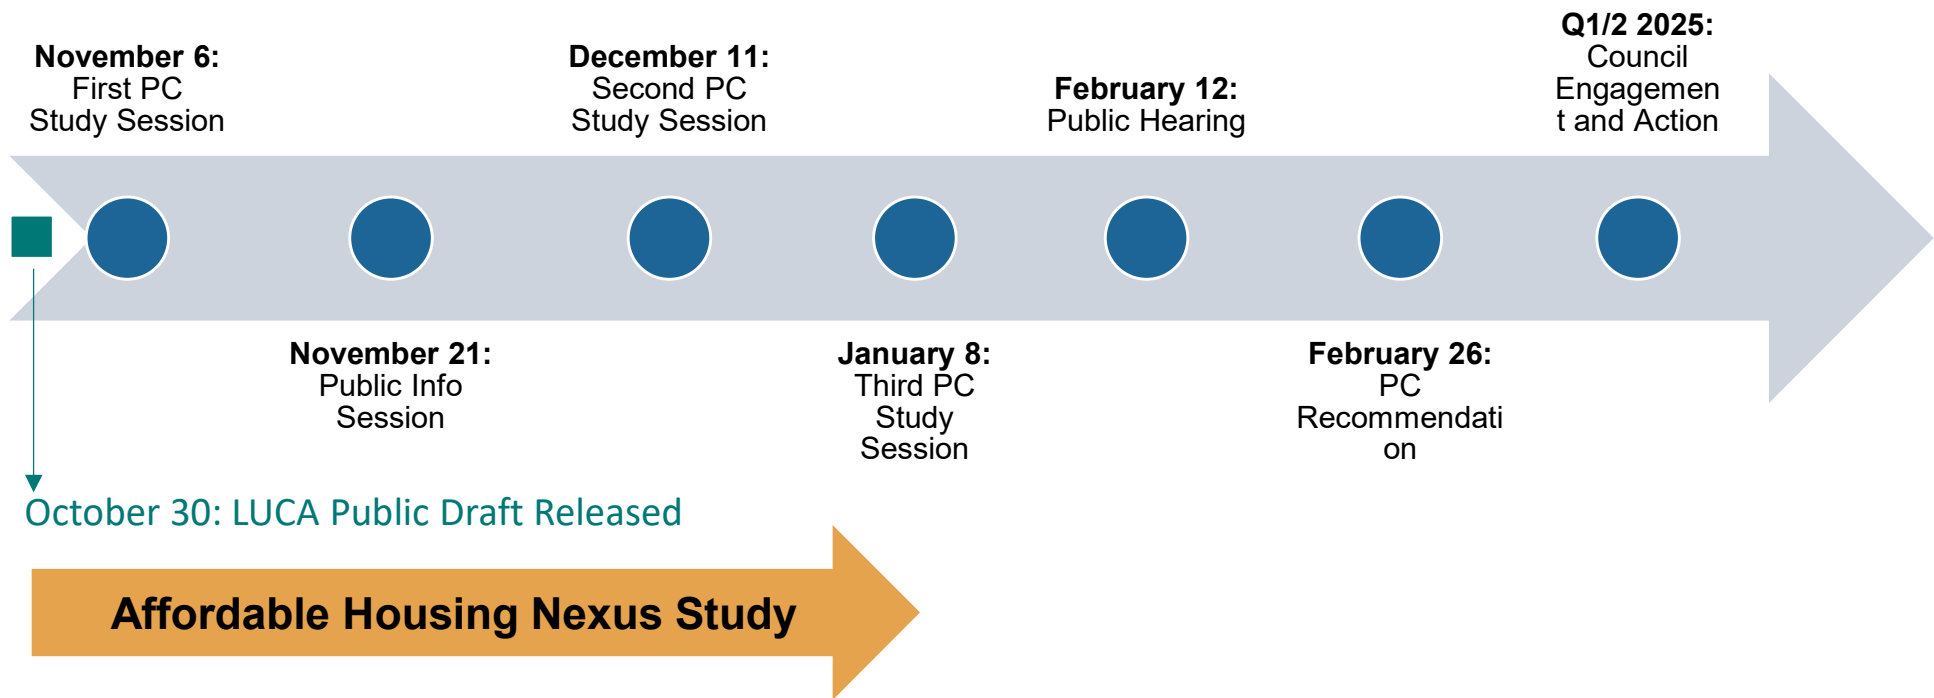 November 6:
First PC
Study Session
November 21:
Public Info
Session
December 11:
Second PC
Study Session
January 8:
Third PC
Study
Session
February 12:
Public Hearing
February 26:
PC
Recommendati
on
Q1/2 2025:
Council
Engagemen
t and Action
October 30: LUCA Public Draft Released
Affordable Housing Nexus Study